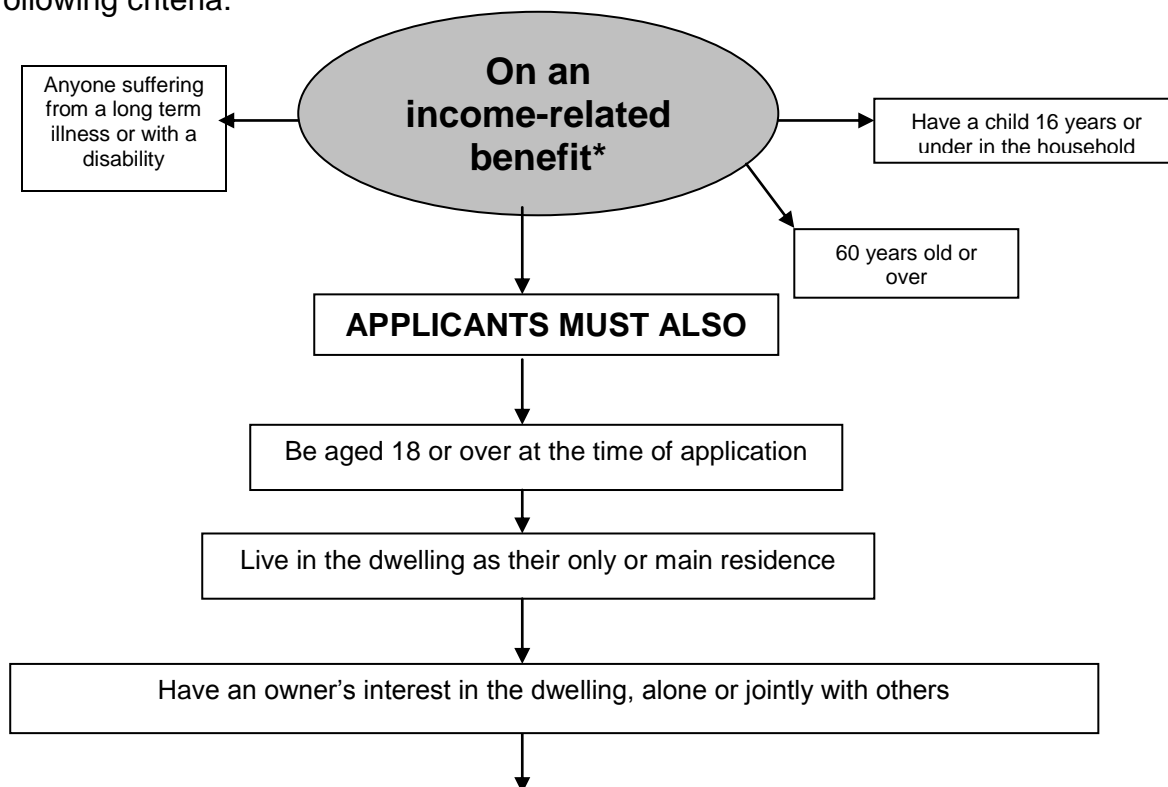 following criteria:
On an
income-related
benefit*
Anyone suffering
from a long term
illness or with a
disability
Have a child 16 years or
under in the household
60 years old or
over
APPLICANTS MUST ALSO
Be aged 18 or over at the time of application
Live in the dwelling as their only or main residence
Have an owner’s interest in the dwelling, alone or jointly with others